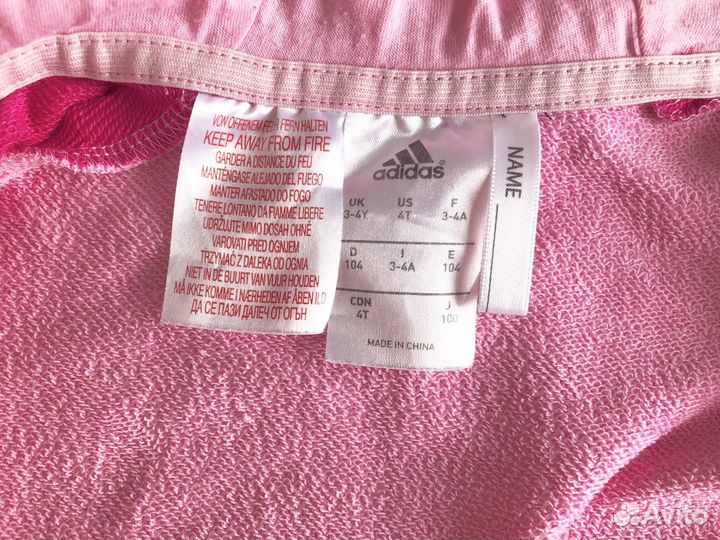 VON OFFENEM FEUER FERN HALTEN
KEEP AWAY FROM FIRE
GARDER A DISTANCE DU FEU
MANTÉNGASE ALEJADO DEL FUEGO
MANTER AFASTADO DO FOGO
TENERE LONTANO DA FIAMME LIBERE
UDRŽUJTE MIMO DOSAH OHNĚ
VAROVATI PRED OGNJEM
TRZYMAĆ Z DALEKA OD OGNIA
NIET IN DE BUURT VAN VUUR HOUDEN
MÅ IKKE KOMME I NÆRHEDEN AF ÅBEN ILD
ДА СЕ ПАЗИ ДАЛЕЧ ОТ ОГЪН
adidas
UK US F
3-4Y 4T 3-4A
D I E
104 3-4A 104
CDN J
4T 100
MADE IN CHINA
NAME
Avito